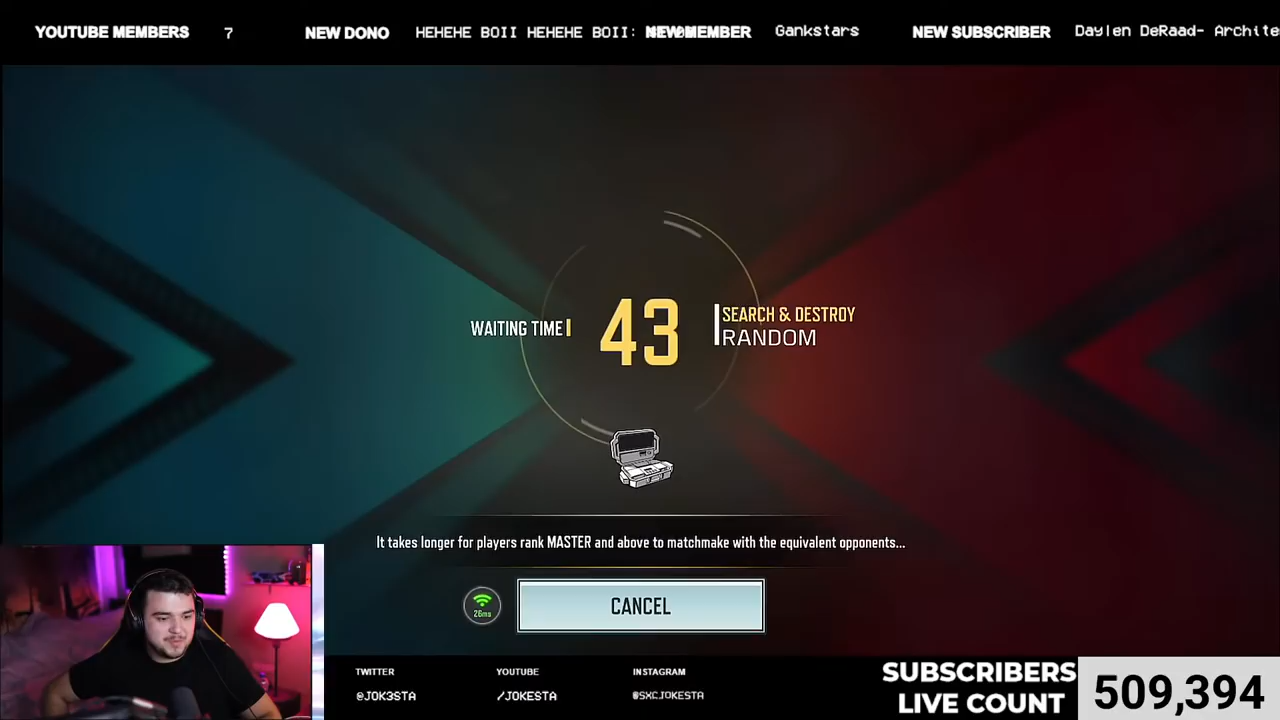 YOUTUBE MEMBERS 7 NEW DONO HEHEHE BOII HEHEHE BOII: NEW MEMBER Gankstars NEW SUBSCRIBER Daylen DeRaad- Archite
WAITING TIME 43 SEARCH & DESTROY
RANDOM
It takes longer for players rank MASTER and above to matchmake with the equivalent opponents...
26ms CANCEL
TWITTER YOUTUBE INSTAGRAM
@JOK3STA /JOKESTA @SXCJOKESTA
SUBSCRIBERS
LIVE COUNT 509,394